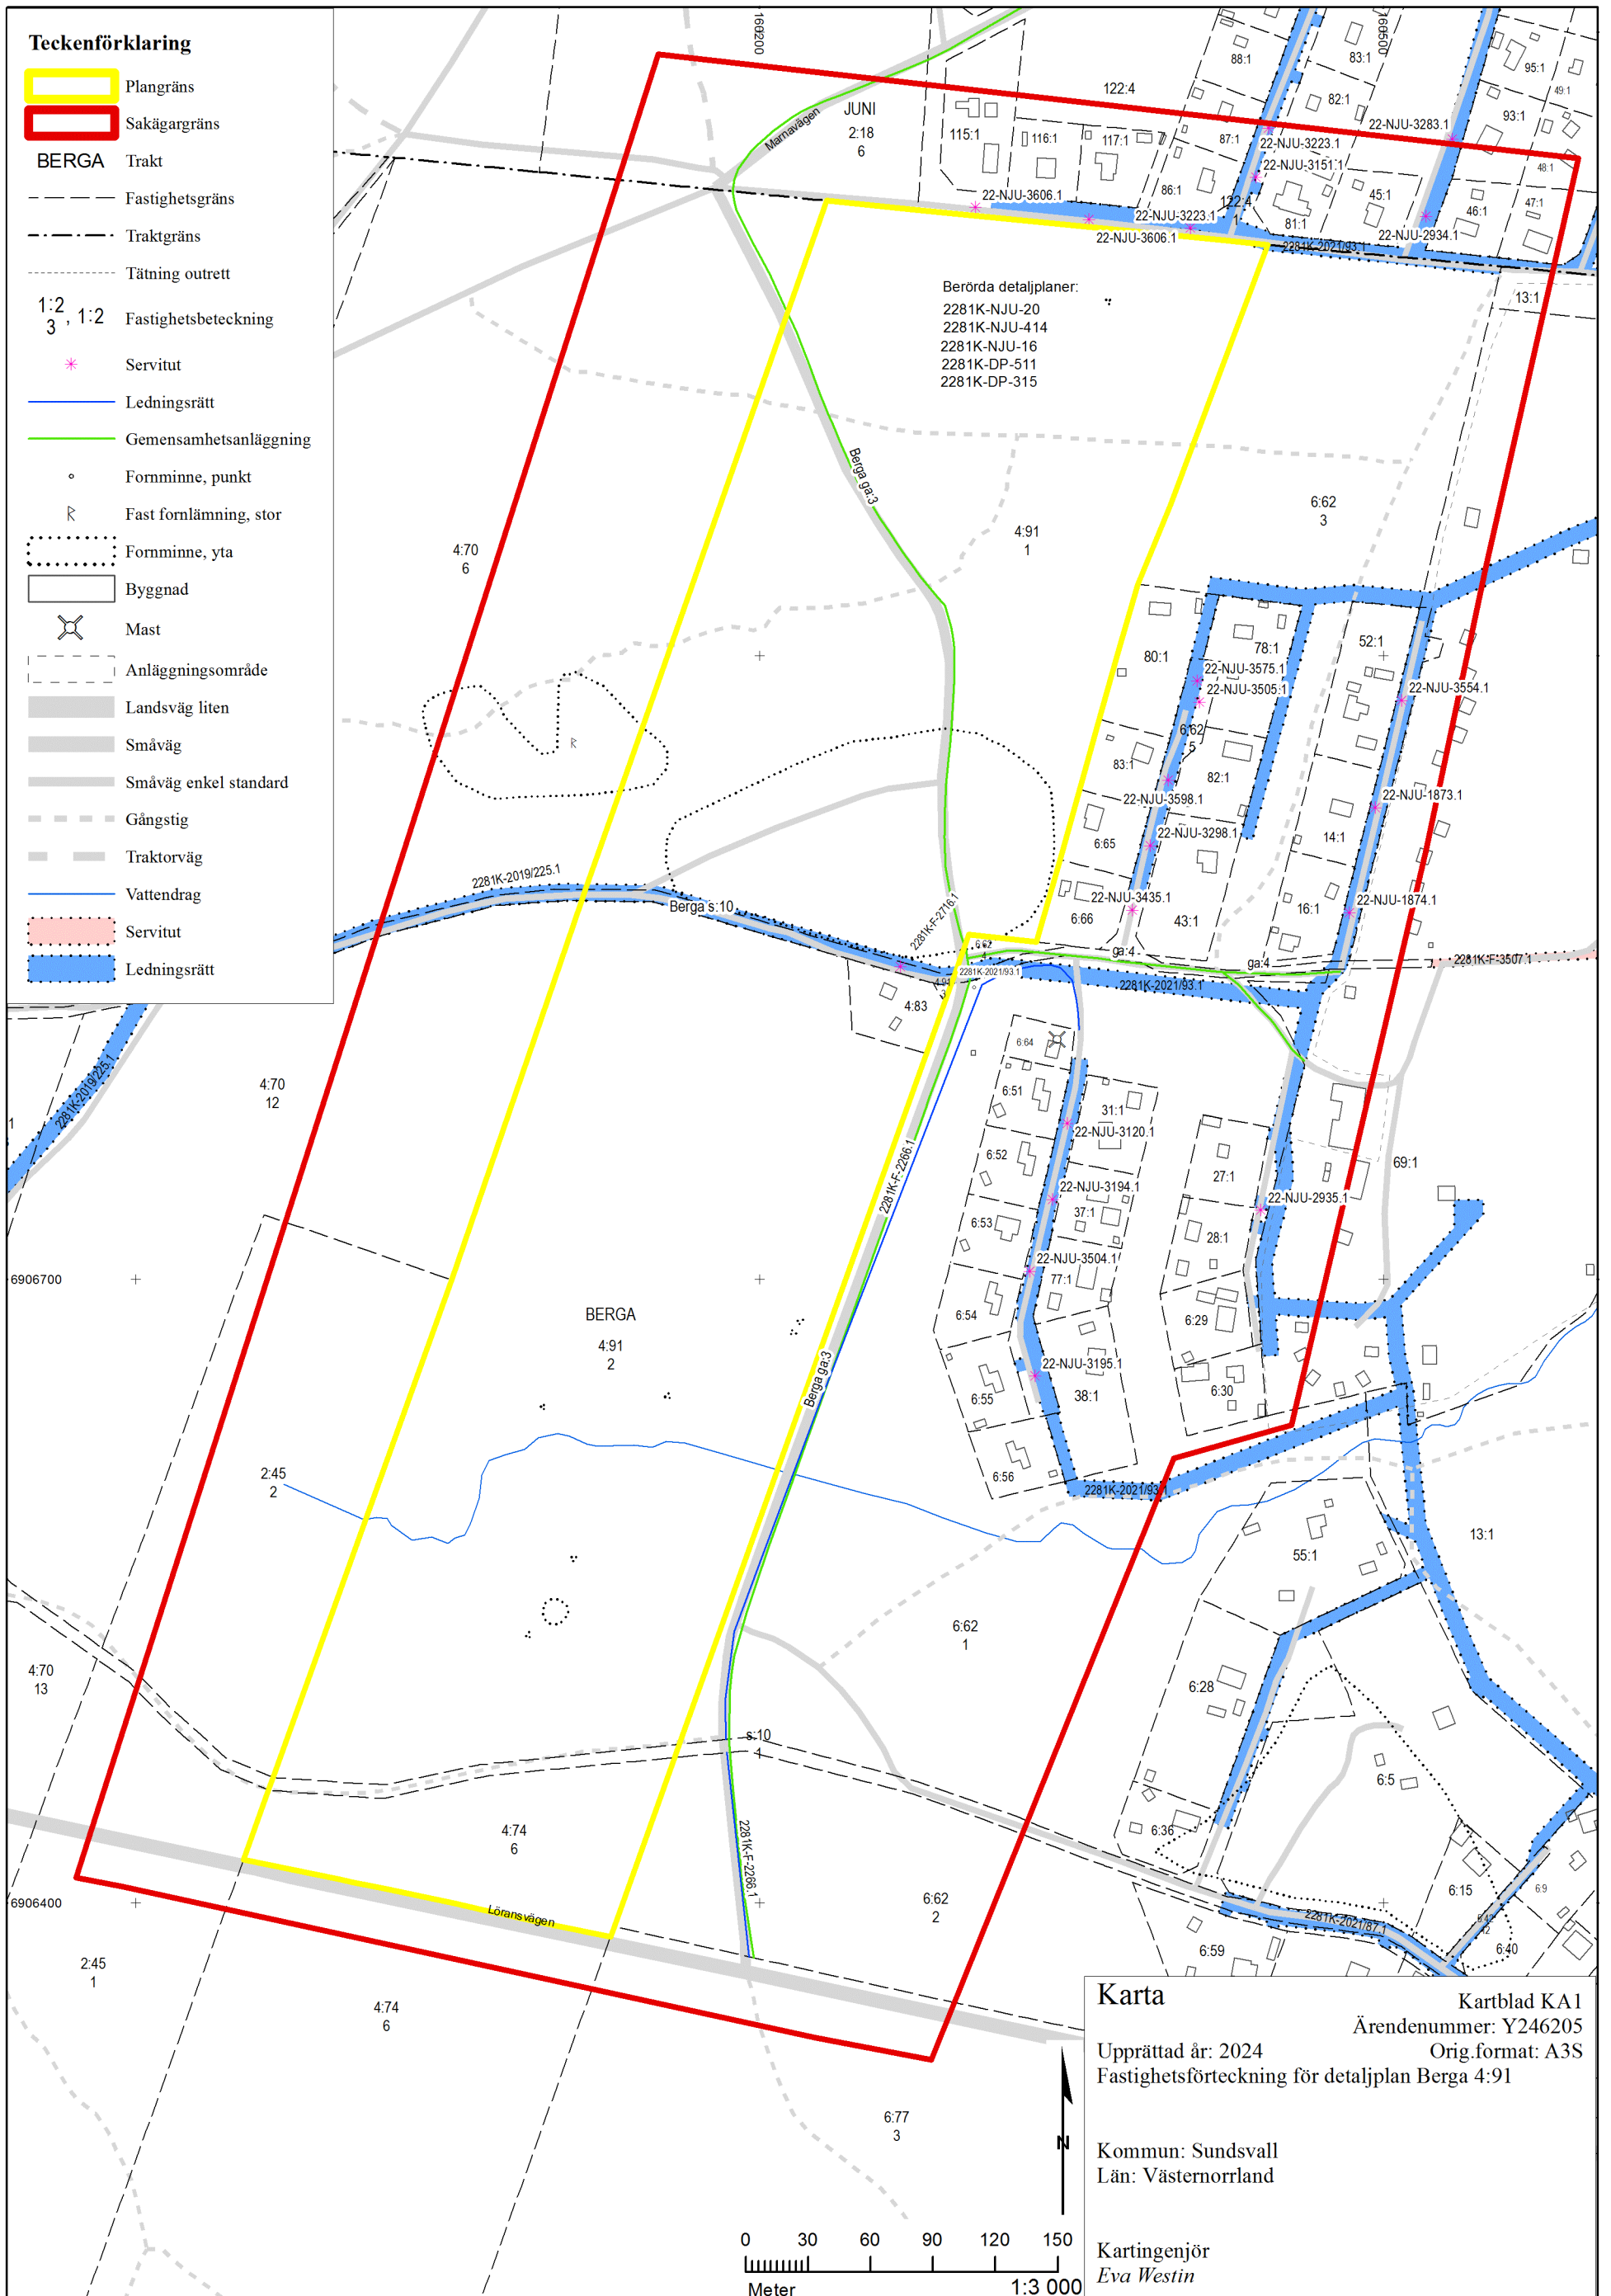 Teckenförklaring
Plangräns
Sakägargräns
BERGA Trakt
Fastighetsgräns
Traktgräns
Tätning outrett
1:2
3 , 1:2 Fastighetsbeteckning
Servitut
Ledningsrätt
Gemensamhetsanläggning
Fornminne, punkt
R Fast fornlämning, stor
Fornminne, yta
Byggnad
Mast
Anläggningsområde
Landsväg liten
Småväg
Småväg enkel standard
Gångstig
Traktorväg
Vattendrag
Servitut
Ledningsrätt
160200
160500
88:1
83:1
95:1
49:1
122:4
82:1
93:1
JUNI
2:18
6
Marnavägen
115:1
116:1
117:1
87:1
22-NJU-3283.1
22-NJU-3223.1
22-NJU-3151.1
48:1
86:1
45:1
46:1
47:1
22-NJU-3606.1
122:4
1
81:1
22-NJU-3223.1
22-NJU-3606.1
22-NJU-2934.1
2281K-2021/93.1
13:1
Berörda detaljplaner:
2281K-NJU-20
2281K-NJU-414
2281K-NJU-16
2281K-DP-511
2281K-DP-315
Berga ga:3
4:70
6
4:91
1
6:62
3
80:1
78:1
52:1
22-NJU-3575.1
22-NJU-3505:1
22-NJU-3554.1
6:62
5
R
83:1
82:1
22-NJU-3598.1
22-NJU-1873.1
6:65
22-NJU-3298.1
14:1
2281K-2019/225.1
Berga s:10
22-NJU-3435.1
6:66
43:1
16:1
22-NJU-1874.1
2281K-F-2716.1
6:62
4
ga:4
ga:4
2281K-F-3507.1
2281K-2021/93.1
2281K-2021/93.1
4:83
6:64
2281K-2019/225.1
4:70
12
6:51
31:1
22-NJU-3120.1
6:52
2281K-F-2266.1
69:1
27:1
22-NJU-3194.1
37:1
22-NJU-2935.1
6:53
28:1
22-NJU-3504.1
77:1
6906700
BERGA
4:91
2
6:54
6:29
Berga ga:3
22-NJU-3195.1
6:55
38:1
6:30
2:45
2
6:56
2281K-2021/93.1
13:1
55:1
6:62
1
4:70
13
6:28
s:10
1
6:5
4:74
6
6:36
2281K-F-2266.1
6906400
6:62
2
6:15
6:9
Löransvägen
2281K-2021/87.1
6:59
6:40
2:45
1
4:74
6
6:77
3
N
0 30 60 90 120 150
Meter
1:3 000
Karta
Kartblad KA1
Ärendenummer: Y246205
Upprättad år: 2024
Orig.format: A3S
Fastighetsförteckning för detaljplan Berga 4:91
Kommun: Sundsvall
Län: Västernorrland
Kartingenjör
Eva Westin